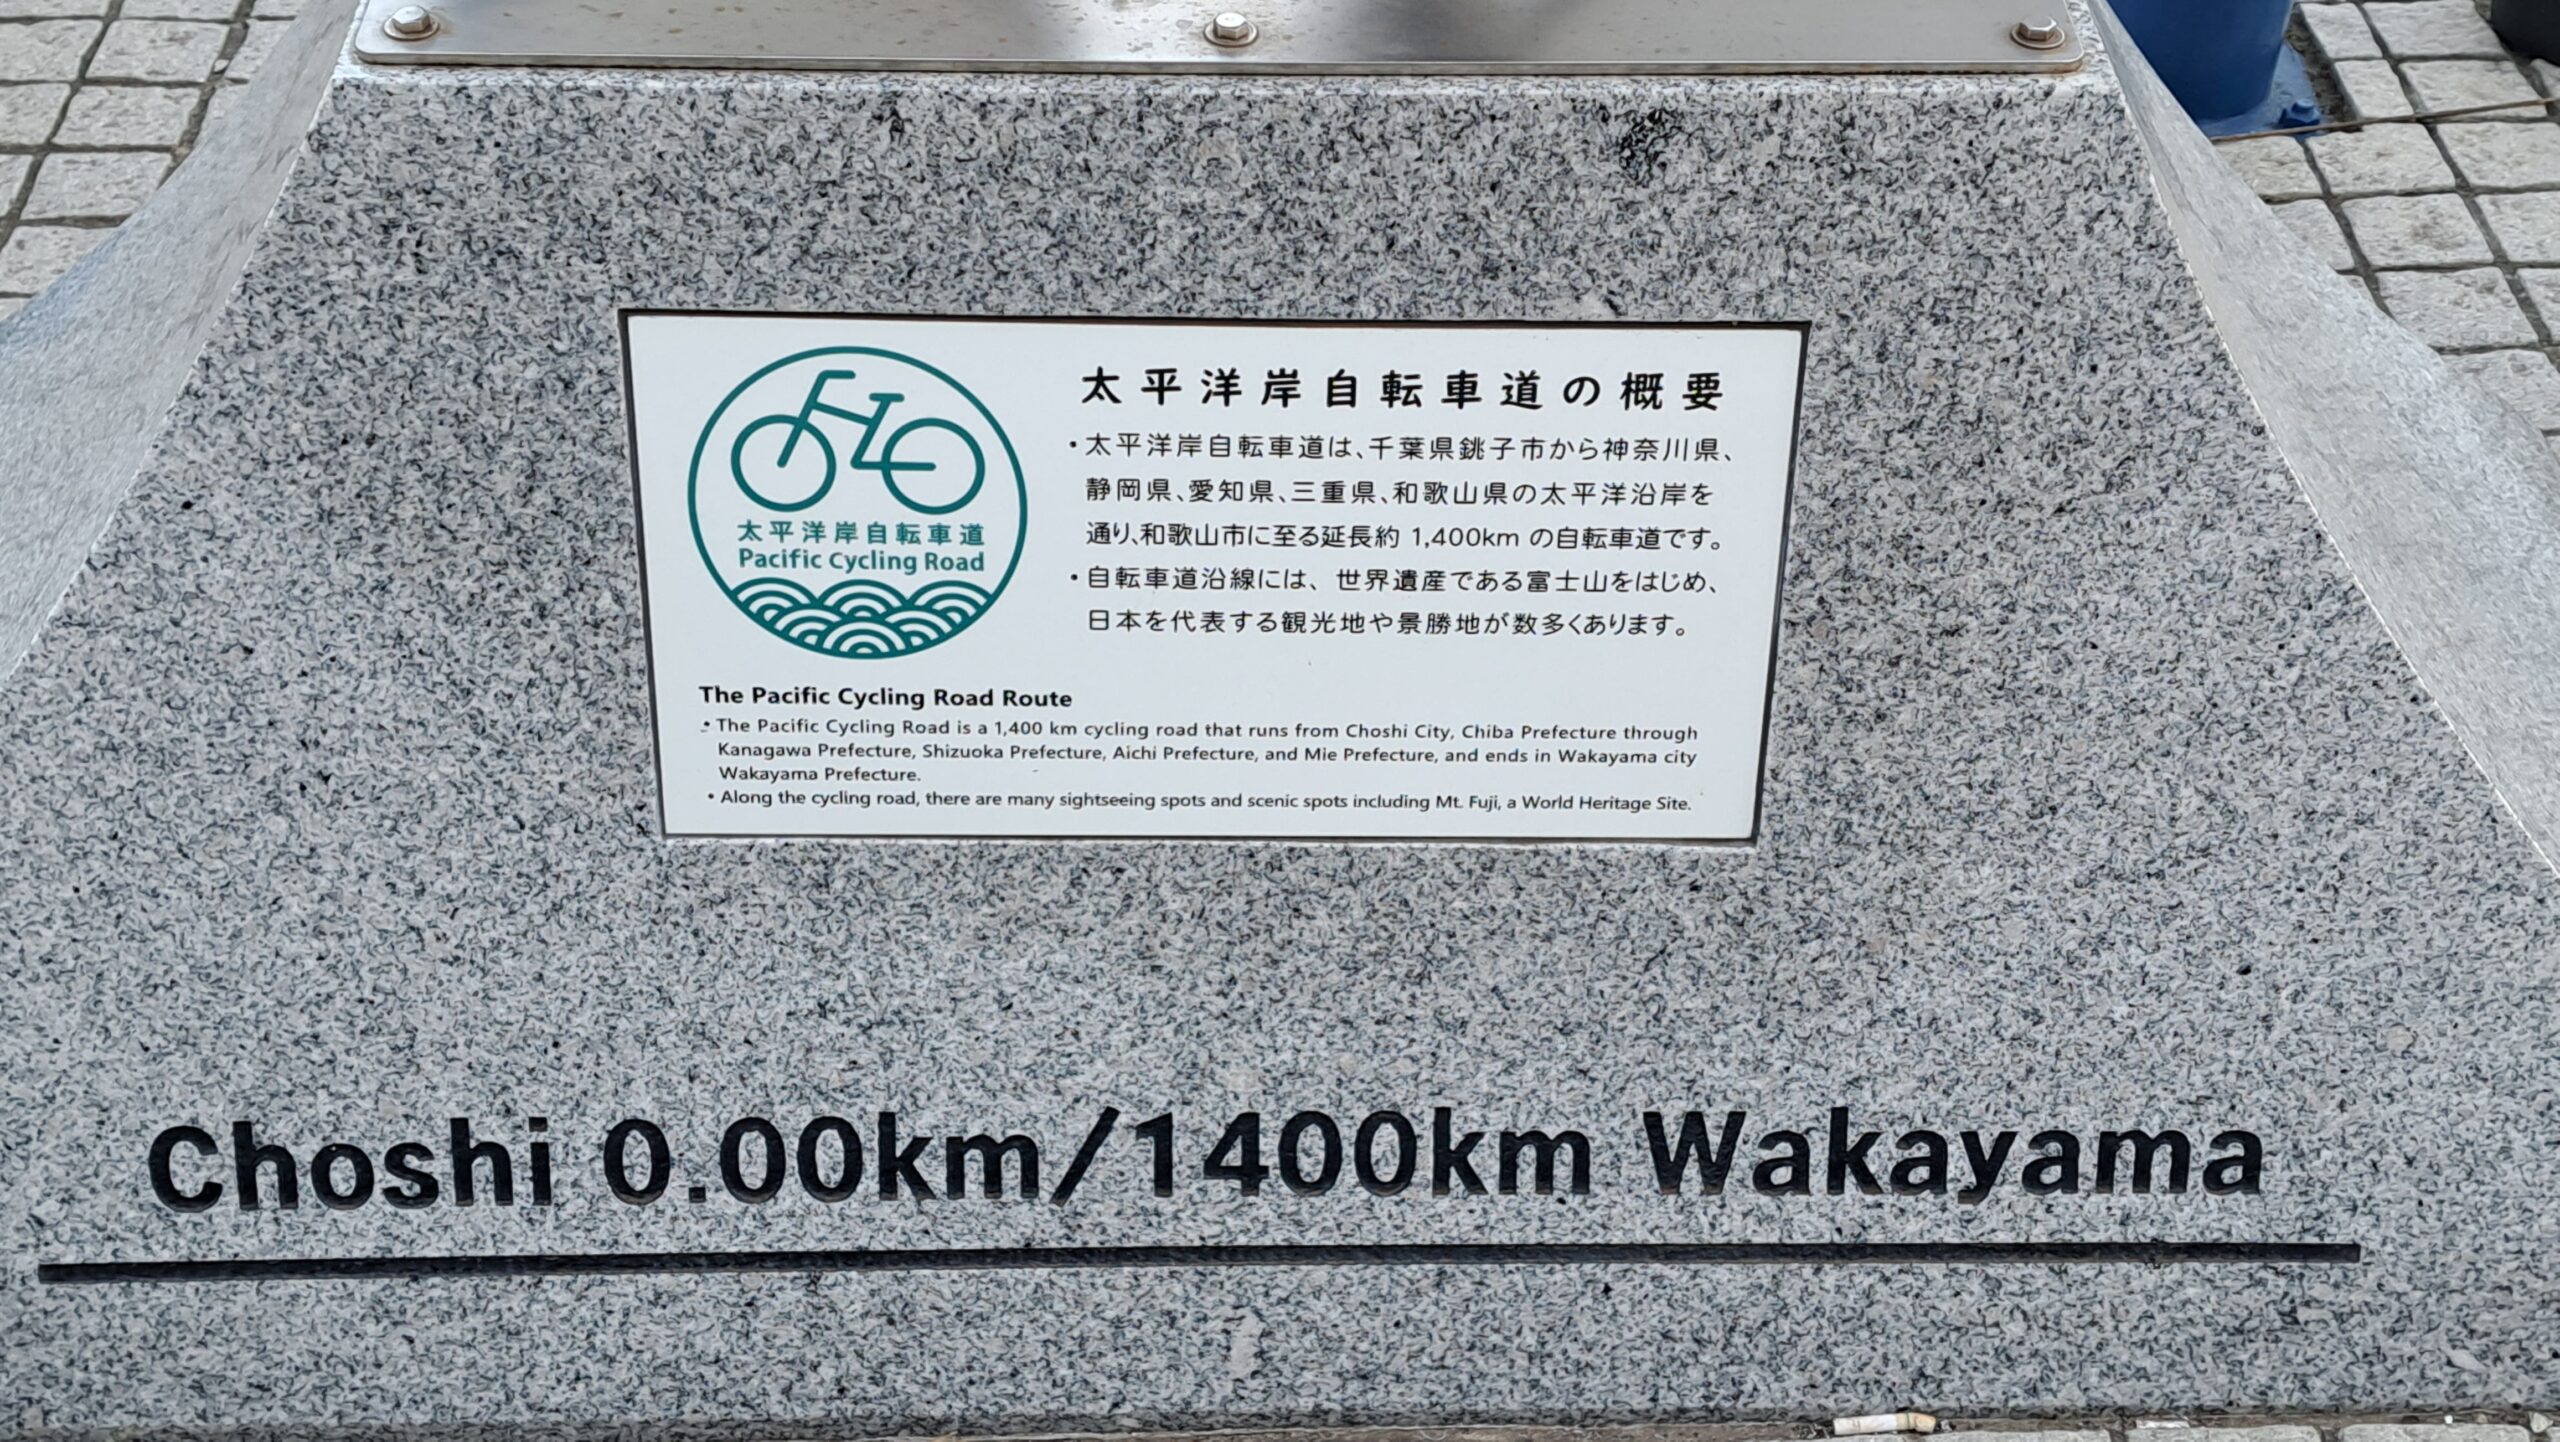 太平洋岸自転車道
Pacific Cycling Road
太平洋岸自転車道の概要
・太平洋岸自転車道は、千葉県銚子市から神奈川県、
静岡県、愛知県、三重県、和歌山県の太平洋沿岸を
通り、和歌山市に至る延長約 1,400km の自転車道です。
・自転車道沿線には、世界遺産である富士山をはじめ、
日本を代表する観光地や景勝地が数多くあります。
The Pacific Cycling Road Route
• The Pacific Cycling Road is a 1,400 km cycling road that runs from Choshi City, Chiba Prefecture through
Kanagawa Prefecture, Shizuoka Prefecture, Aichi Prefecture, and Mie Prefecture, and ends in Wakayama city
Wakayama Prefecture.
• Along the cycling road, there are many sightseeing spots and scenic spots including Mt. Fuji, a World Heritage Site.
Choshi 0.00km/1400km Wakayama